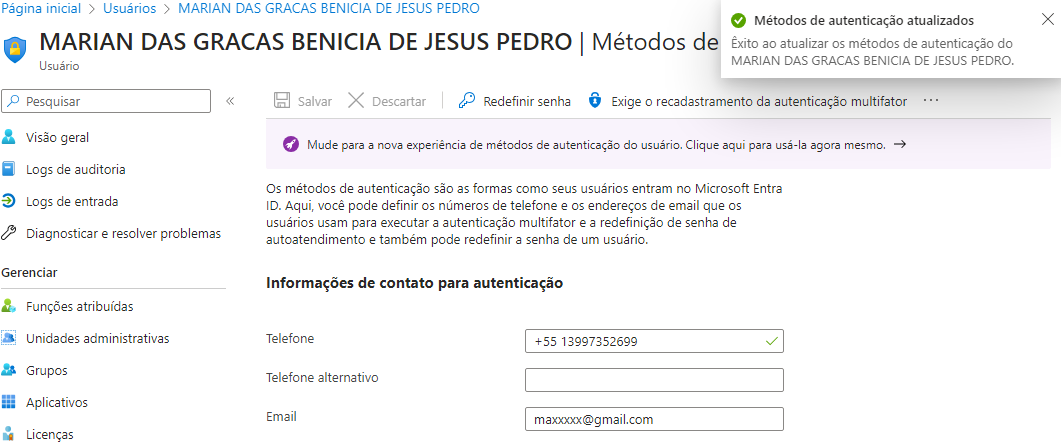 Página inicial > Usuários > MARIAN DAS GRACAS BENICIA DE JESUS PEDRO
MARIAN DAS GRACAS BENICIA DE JESUS PEDRO | Métodos de
Usuário
Métodos de autenticação atualizados
Êxito ao atualizar os métodos de autenticação do
MARIAN DAS GRACAS BENICIA DE JESUS PEDRO.
Pesquisar
Visão geral
Logs de auditoria
Logs de entrada
Diagnosticar e resolver problemas
Gerenciar
Funções atribuídas
Unidades administrativas
Grupos
Aplicativos
Licenças
Salvar Descartar Redefinir senha Exige o recadastramento da autenticação multifator ...
Mude para a nova experiência de métodos de autenticação do usuário. Clique aqui para usá-la agora mesmo. →
Os métodos de autenticação são as formas como seus usuários entram no Microsoft Entra
ID. Aqui, você pode definir os números de telefone e os endereços de email que os
usuários usam para executar a autenticação multifator e a redefinição de senha de
autoatendimento e também pode redefinir a senha de um usuário.
Informações de contato para autenticação
Telefone +55 13997352699
Telefone alternativo
Email maxxxxx@gmail.com